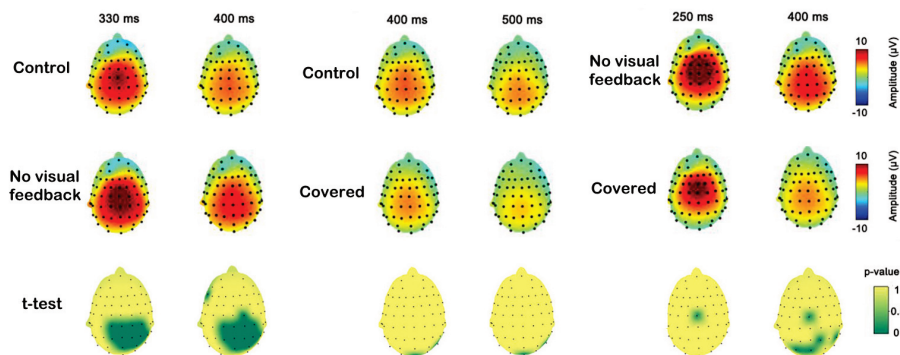 330 ms 400 ms 400 ms 500 ms 250 ms 400 ms
Control
Control
No visual
feedback
10
-10
Amplitude (µV)
No visual
feedback
Covered
Covered
10
-10
Amplitude (µV)
t-test
p-value
1
0.
0